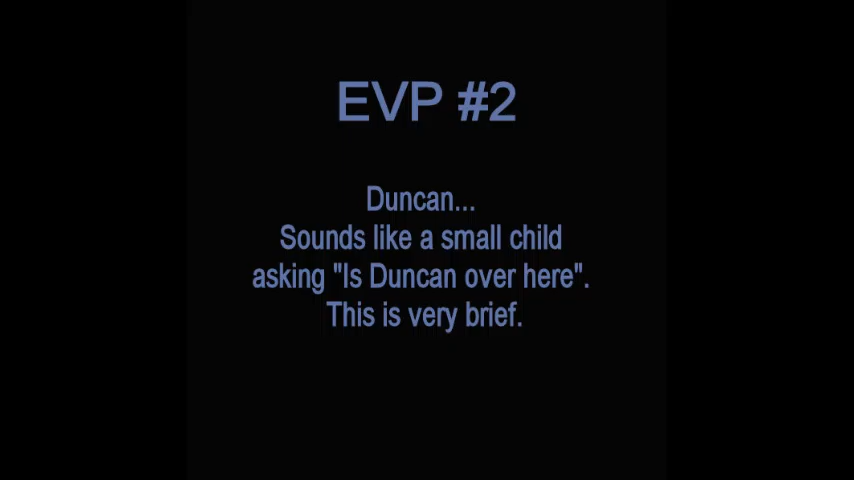 EVP #2
Duncan...
Sounds like a small child
asking "Is Duncan over here".
This is very brief.